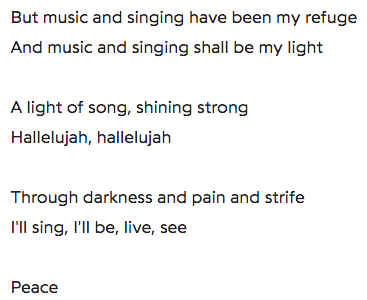 But music and singing have been my refuge
And music and singing shall be my light
A light of song, shining strong
Hallelujah, hallelujah
Through darkness and pain and strife
I'll sing, I'll be, live, see
Peace